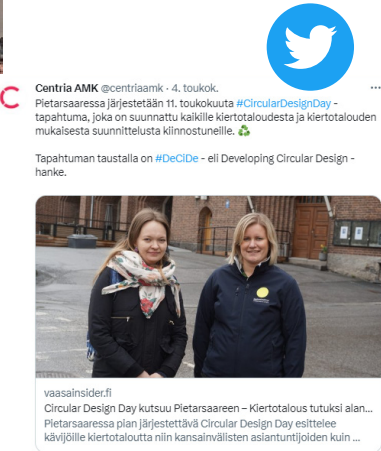 Centria AMK @centriaamk · 4. toukok.
Pietarsaaressa järjestetään 11. toukokuuta #CircularDesignDay -
tapahtuma, joka on suunnattu kaikille kiertotaloudesta ja kiertotalouden
mukaisesta suunnittelusta kiinnostuneille. ♻
Tapahtuman taustalla on #DeCiDe - eli Developing Circular Design -
hanke.
vaasainsider.fi
Circular Design Day kutsuu Pietarsaareen – Kiertotalous tutuksi alan...
Pietarsaaressa pian järjestettävä Circular Design Day esittelee
kävijöille kiertotaloutta niin kansainvälisten asiantuntijoiden kuin ...